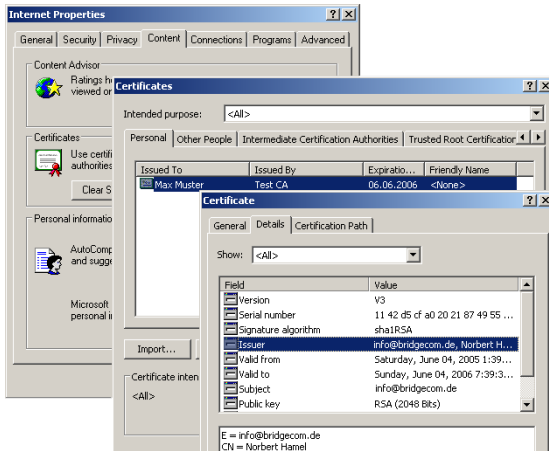 Internet Properties
General Security Privacy Content Connections Programs Advanced
Content Advisor
Ratings
viewed or
Certificates
Use certifi
authorities
Clear S
Personal informatio
AutoComp
and sugge
Microsoft
personal in
Certificates
Intended purpose: <All>
Personal Other People Intermediate Certification Authorities Trusted Root Certification
Issued To Issued By Expiratio... Friendly Name
Max Muster Test CA 06.06.2006 <None>
Import...
Certificate inten
<All>
Certificate
General Details Certification Path
Show: <All>
Field Value
Version V3
Serial number 11 42 d5 cf a0 20 21 87 49 55 ...
Signature algorithm sha1RSA
Issuer info@bridgecom.de, Norbert H...
Valid from Saturday, June 04, 2005 1:39...
Valid to Sunday, June 04, 2006 7:39:3...
Subject info@bridgecom.de
Public key RSA (2048 Bits)
E = info@bridgecom.de
CN = Norbert Hamel